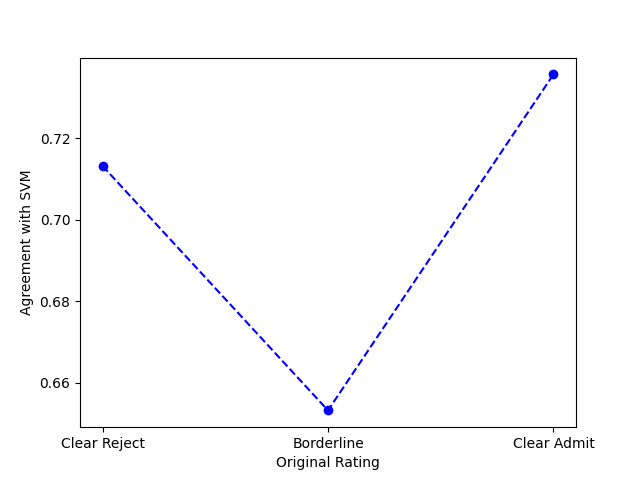 0.72
0.70
0.68
0.66
Agreement with SVM
Clear Reject
Borderline
Clear Admit
Original Rating